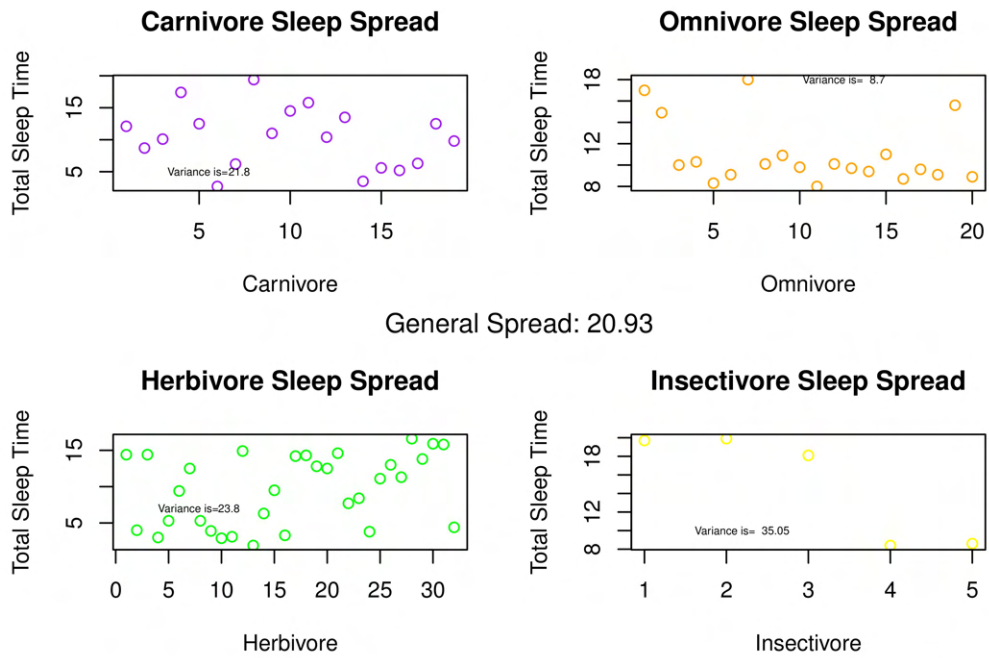 Carnivore Sleep Spread
Total Sleep Time
15
5
Variance is=21.8
5 10 15
Carnivore
Omnivore Sleep Spread
Total Sleep Time
18
12
8
Variance is= 8.7
5 10 15 20
Omnivore
General Spread: 20.93
Herbivore Sleep Spread
Total Sleep Time
15
5
Variance is=23.8
0 5 10 15 20 25 30
Herbivore
Insectivore Sleep Spread
Total Sleep Time
18
12
8
Variance is= 35.05
1 2 3 4 5
Insectivore